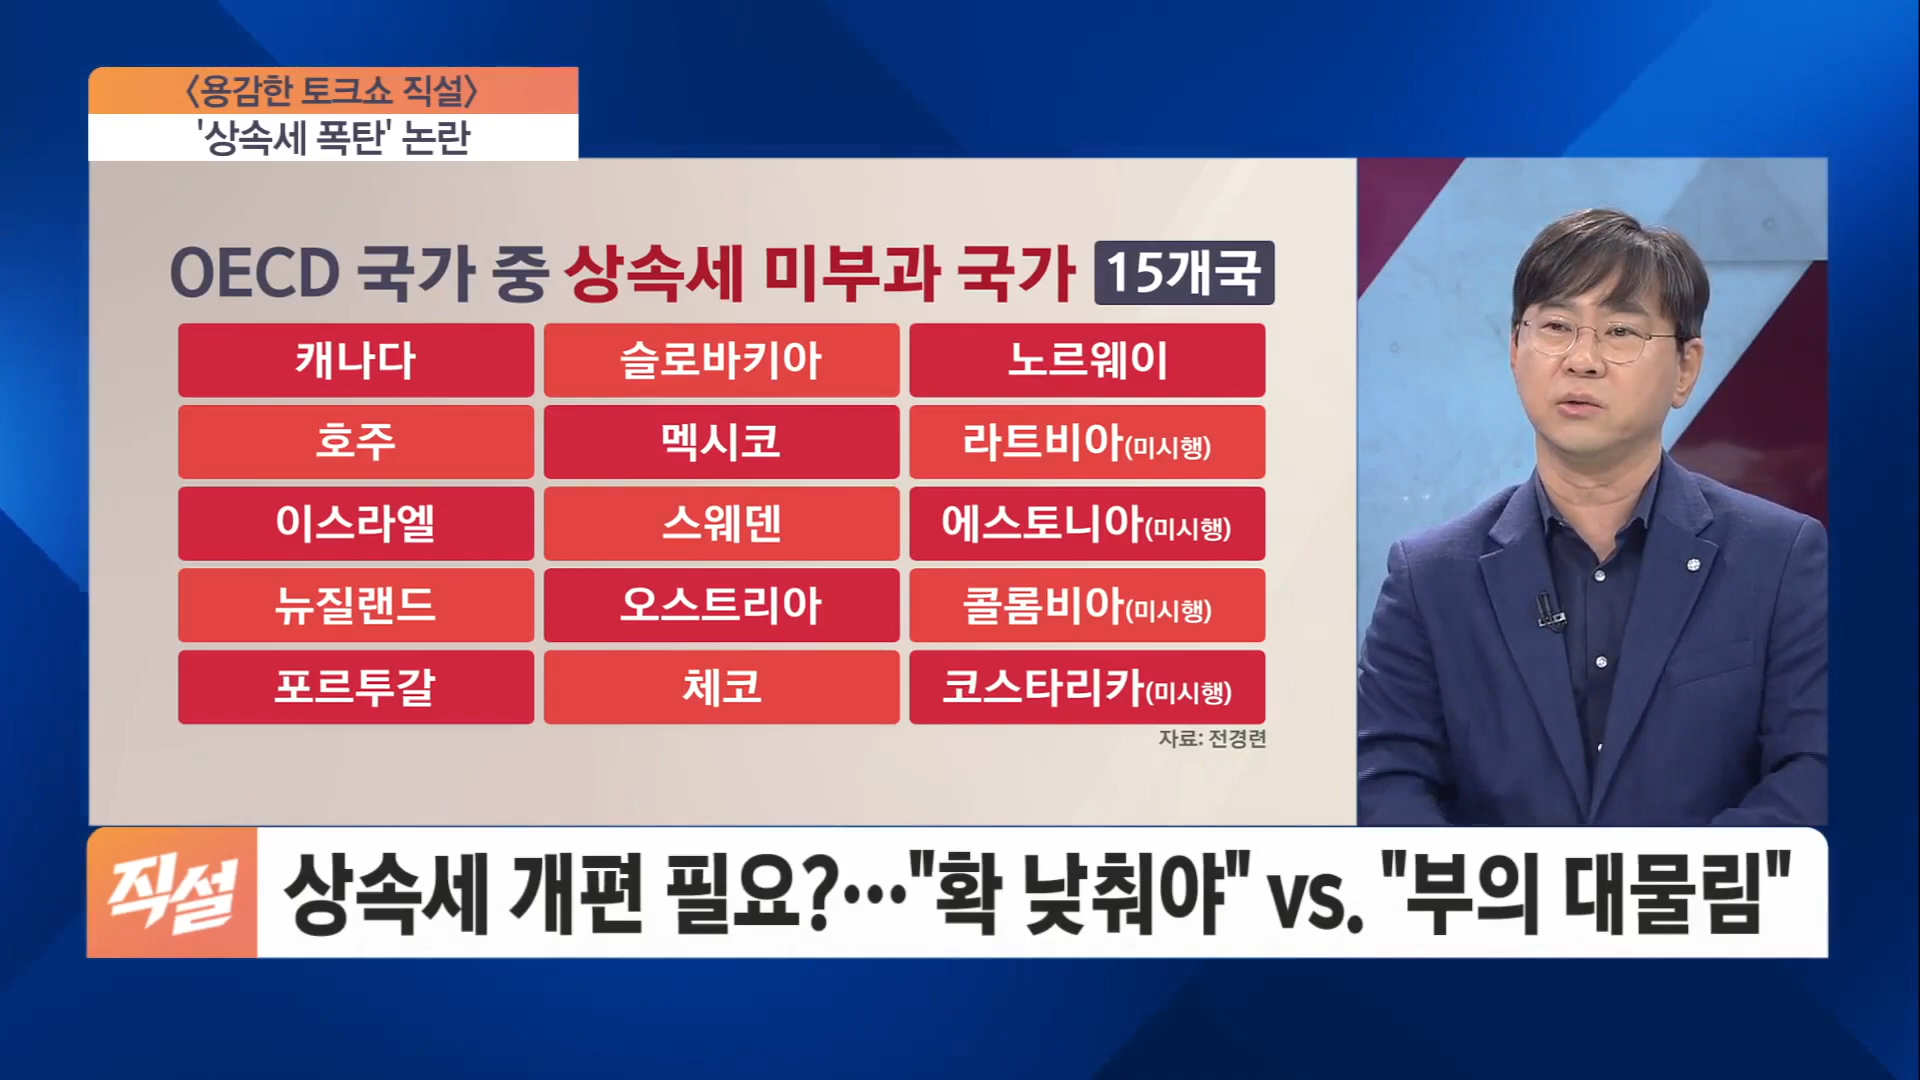 〈용감한 토크쇼 직설〉
'상속세 폭탄' 논란
OECD 국가 중 상속세 미부과 국가 15개국
캐나다 슬로바키아 노르웨이
호주 멕시코 라트비아(미시행)
이스라엘 스웨덴 에스토니아(미시행)
뉴질랜드 오스트리아 콜롬비아(미시행)
포르투갈 체코 코스타리카(미시행)
자료: 전경련
직설 상속세 개편 필요?…"확 낮춰야" vs. "부의 대물림"